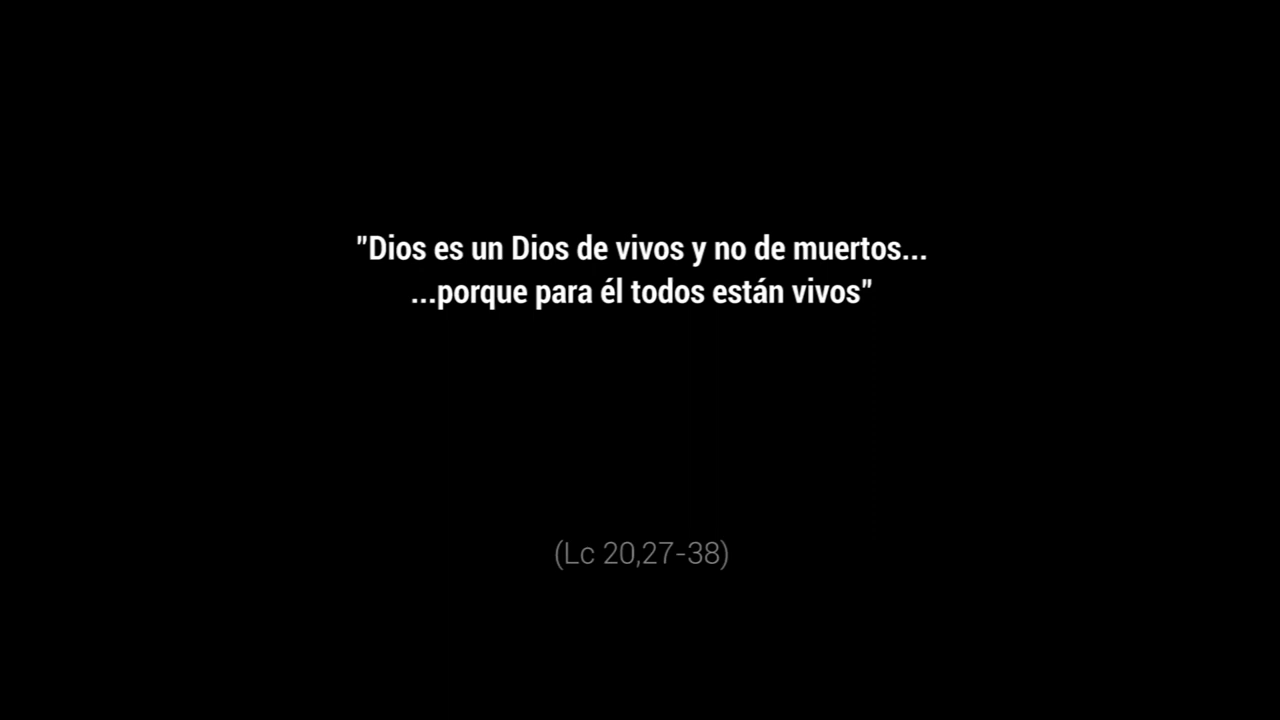 "Dios es un Dios de vivos y no de muertos...
...porque para él todos están vivos"
(Lc 20,27-38)